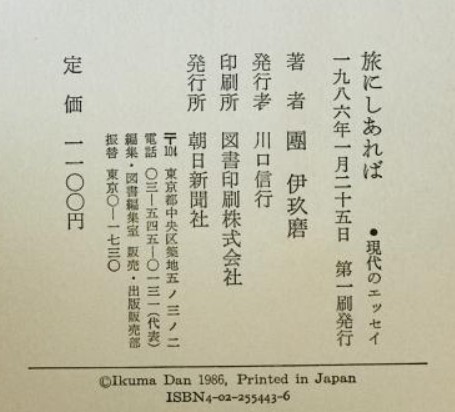 旅にしあれば ●現代のエッセイ
一九八六年一月二十五日 第一刷発行
著者 團 伊玖磨
発行者 川口信行
印刷所 図書印刷株式会社
発行所 朝日新聞社
〒104 東京都中央区築地五ノ三ノ二
電話 〇三―五四五―〇一三一(代表)
編集・図書編集室 販売・出版販売部
振替 東京〇―一七三〇
定価 一一〇〇円
©Ikuma Dan 1986, Printed in Japan
ISBN4-02-255443-6